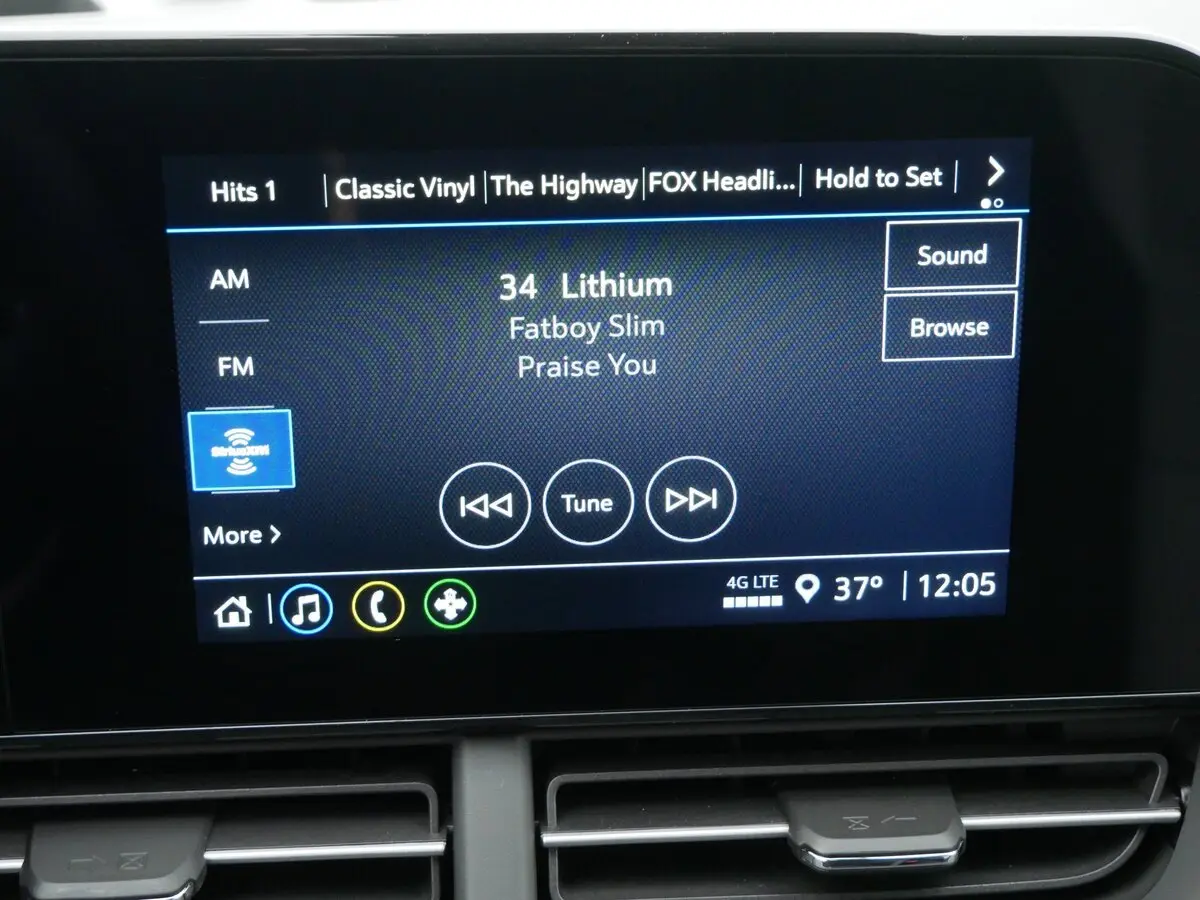 Hits 1
Classic Vinyl
The Highway
FOX Headli...
Hold to Set
AM
FM
SiriusXM
More
34 Lithium
Fatboy Slim
Praise You
Tune
Sound
Browse
4G LTE
37°
12:05